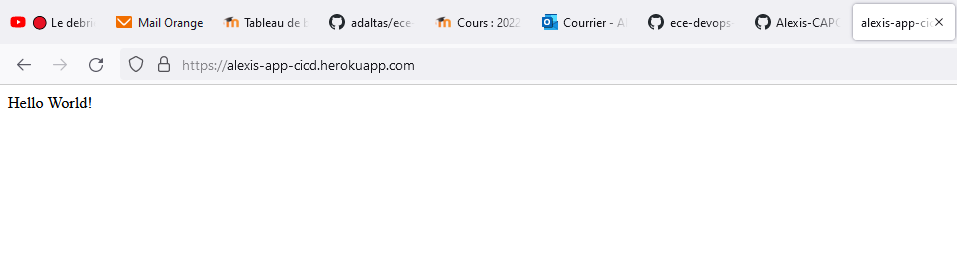 Le debri Mail Orange Tableau de b adaltas/ece- Cours : 2022 Courrier - A ece-devops- Alexis-CAPO alexis-app-cic
https://alexis-app-cicd.herokuapp.com
Hello World!